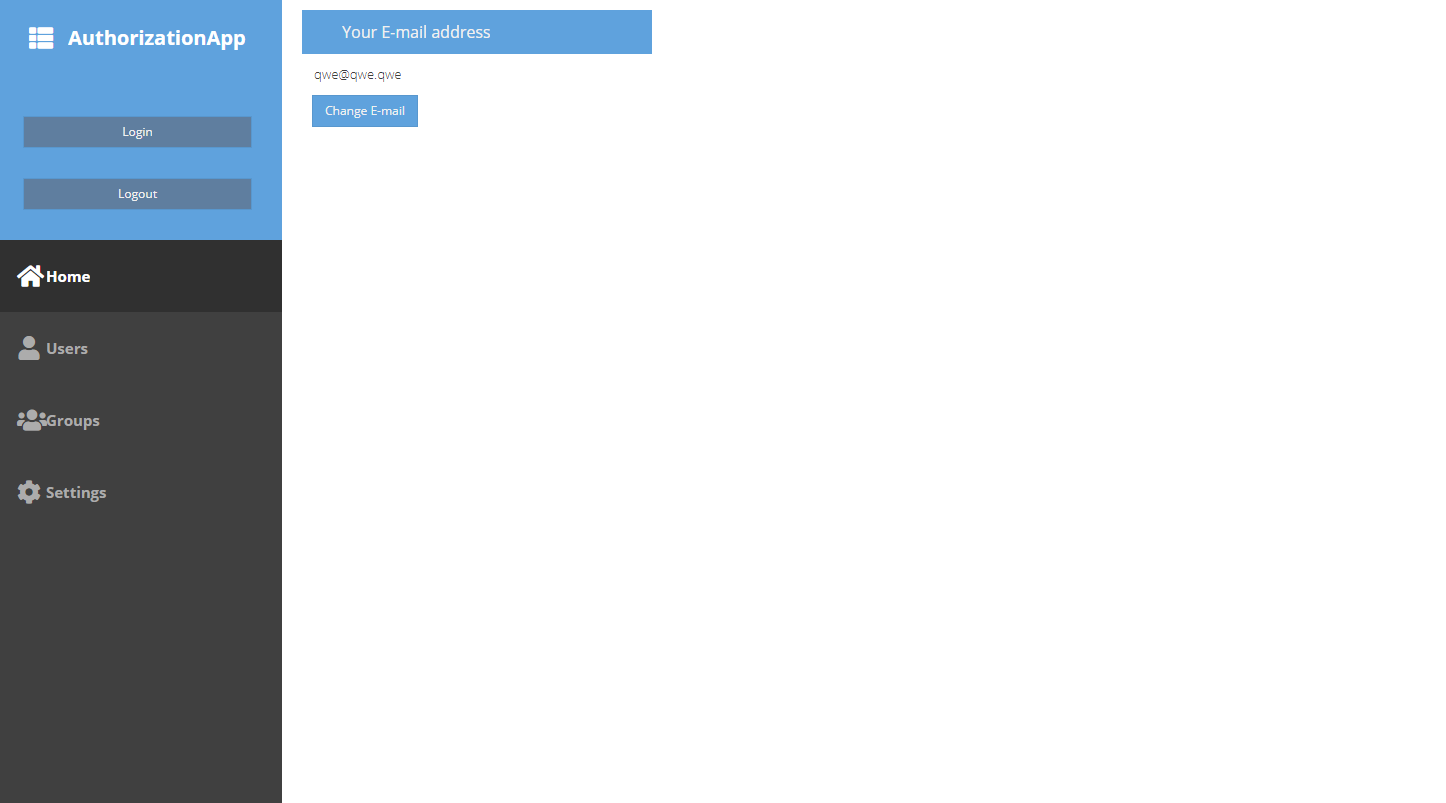 AuthorizationApp
Login
Logout
Home
Users
Groups
Settings
Your E-mail address
qwe@qwe.qwe
Change E-mail